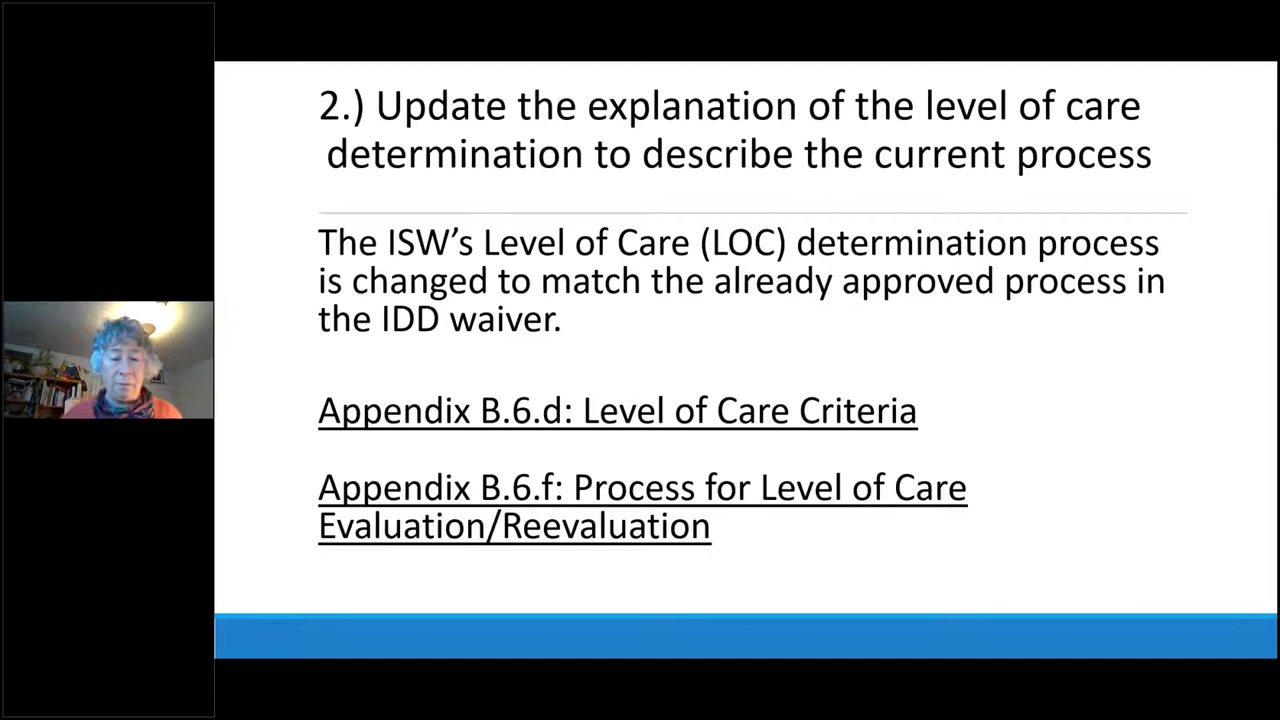 2.) Update the explanation of the level of care
determination to describe the current process
The ISW’s Level of Care (LOC) determination process
is changed to match the already approved process in
the IDD waiver.
Appendix B.6.d: Level of Care Criteria
Appendix B.6.f: Process for Level of Care
Evaluation/Reevaluation